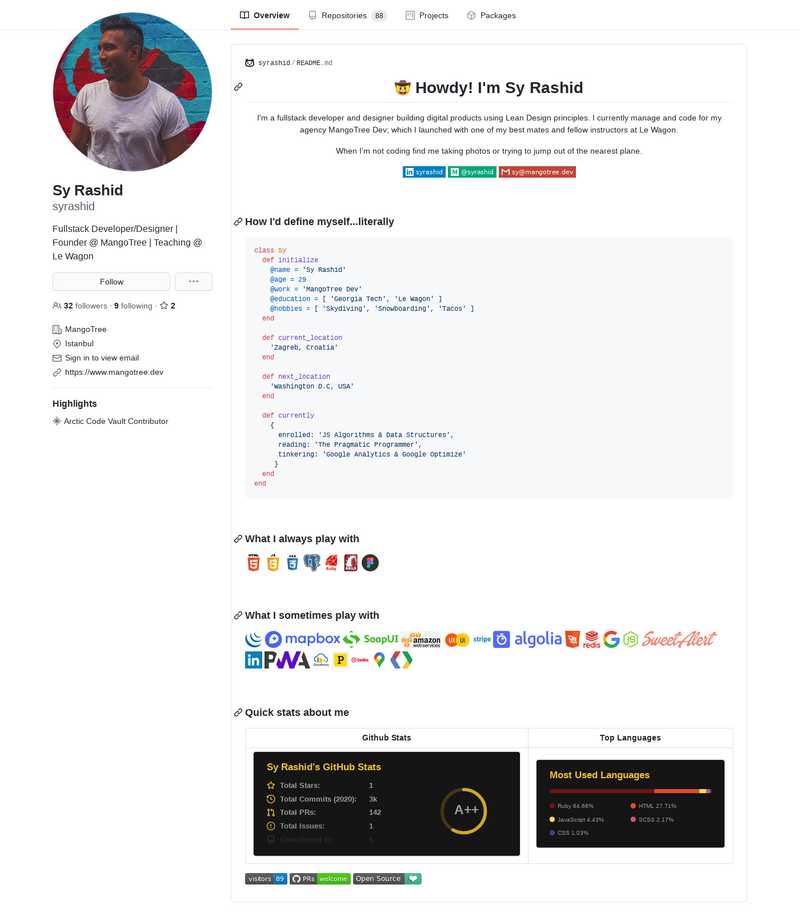 Overview
Repositories 88
Projects
Packages
Sy Rashid
syrashid
Fullstack Developer/Designer |
Founder @ MangoTree | Teaching @
Le Wagon
Follow
32 followers · 9 following · 2
MangoTree
Istanbul
Sign in to view email
https://www.mangotree.dev
Highlights
Arctic Code Vault Contributor
syrashid/README.md
🤠 Howdy! I'm Sy Rashid
I'm a fullstack developer and designer building digital products using Lean Design principles. I currently manage and code for my
agency MangoTree Dev; which I launched with one of my best mates and fellow instructors at Le Wagon.
When I'm not coding find me taking photos or trying to jump out of the nearest plane.
in syrashid
M @syrashid
sy@mangotree.dev
How I'd define myself...literally
class Sy
def initialize
@name = 'Sy Rashid'
@age = 29
@work = 'MangoTree Dev'
@education = [ 'Georgia Tech', 'Le Wagon' ]
@hobbies = [ 'Skydiving', 'Snowboarding', 'Tacos' ]
end
def current_location
'Zagreb, Croatia'
end
def next_location
'Washington D.C, USA'
end
def currently
{
enrolled: 'JS Algorithms & Data Structures',
reading: 'The Pragmatic Programmer',
tinkering: 'Google Analytics & Google Optimize'
}
end
end
What I always play with
What I sometimes play with
mapbox SoapUI amazon webservices UX UI stripe algolia redis SweetAlert
in PWA P twilio
Quick stats about me
Github Stats
Top Languages
Sy Rashid's GitHub Stats
Total Stars: 1
Total Commits (2020): 3k
Total PRs: 142
Total Issues: 1
A++
Most Used Languages
Ruby 64.66%
HTML 27.71%
JavaScript 4.43%
SCSS 2.17%
CSS 1.03%
visitors 89
PRs welcome
Open Source